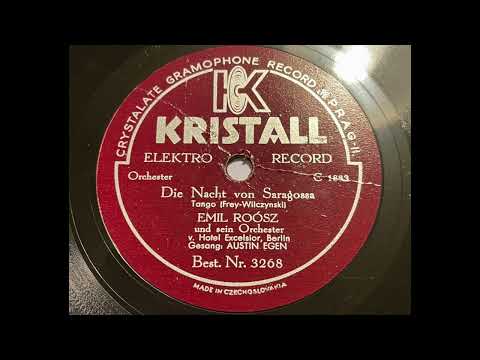 CRYSTALATE GRAMOPHONE RECORD
PRAG-II.
KRISTALL
ELEKTRO RECORD
Orchester C 1883
Die Nacht von Saragossa
Tango (Frey-Wilczynski)
EMIL ROÓSZ
und sein Orchester
v. Hotel Excelsior, Berlin
Gesang: AUSTIN EGEN
Best. Nr. 3268
MADE IN CZECHOSLOVAKIA